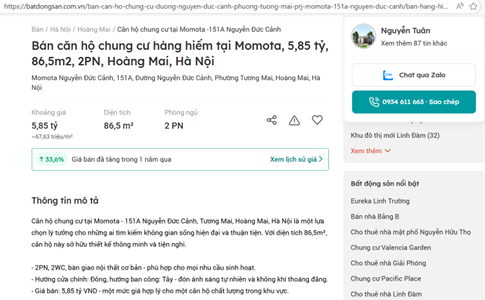 https://batdongsan.com.vn/ban-can-ho-chung-cu-duong-nguyen-duc-canh-phuong-tuong-mai-prj-momota-151a-nguyen-duc-canh/ban-hang-hi...
Bán / Hà Nội / Hoàng Mai / Căn hộ chung cư tại Momota -151A Nguyễn Đức Cảnh
Bán căn hộ chung cư hàng hiếm tại Momota, 5,85 tỷ,
86,5m2, 2PN, Hoàng Mai, Hà Nội
Momota Nguyễn Đức Cảnh -151A, Đường Nguyễn Đức Cảnh, Phường Tương Mai, Hoàng Mai, Hà
Nội
Khoảng giá
Diện tích
Phòng ngủ
5,85 tỷ
86,5 m²
2 PN
~67,63 triệu/m²
33,6% Giá bán đã tăng trong 1 năm qua
Xem lịch sử giá
Thông tin mô tả
Căn hộ chung cư tại Momota - 151A Nguyễn Đức Cảnh, Tương Mai, Hoàng Mai, Hà Nội là một lựa
chọn lý tưởng cho những ai tìm kiếm không gian sống hiện đại và thuận tiện. Với diện tích 86,5m²,
căn hộ này sở hữu thiết kế thông minh và tiện nghi.
- 2PN, 2WC, bàn giao nội thất cơ bản - phù hợp cho mọi nhu cầu sinh hoạt.
- Hướng cửa chính: Đông, hướng ban công: Tây - đón ánh sáng tự nhiên và không khí thoáng đãng.
- Giá bán: 5,85 tỷ VND - một mức giá hợp lý cho một căn hộ chất lượng trong khu vực.
Nguyễn Tuân
Xem thêm 87 tin khác
Chat qua Zalo
0934 611 663 · Sao chép
Khu đô thị mới Linh Đàm (32)
Xem thêm
Bất động sản nổi bật
Eureka Linh Trường
Bán nhà Bằng B
Cho thuê nhà mặt phố Nguyễn Hữu Thọ
Chung cư Valencia Garden
Cho thuê nhà Giải Phóng
Chung cư Pacific Place
Cho thuê nhà Linh Đàm